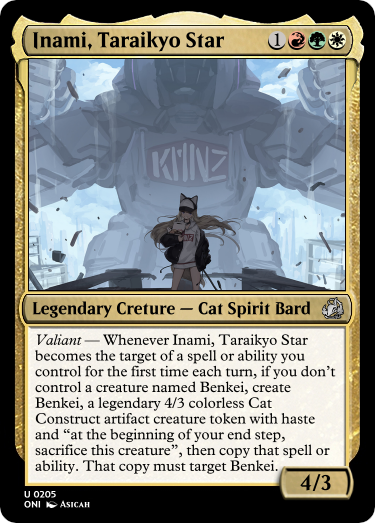 Inami, Taraikyo Star 1
KMNZ
Legendary Creture — Cat Spirit Bard
Valiant — Whenever Inami, Taraikyo Star
becomes the target of a spell or ability you
control for the first time each turn, if you don’t
control a creature named Benkei, create
Benkei, a legendary 4/3 colorless Cat
Construct artifact creature token with haste
and “at the beginning of your end step,
sacrifice this creature”, then copy that spell or
ability. That copy must target Benkei.
4/3
U 0205
ONI Asicah